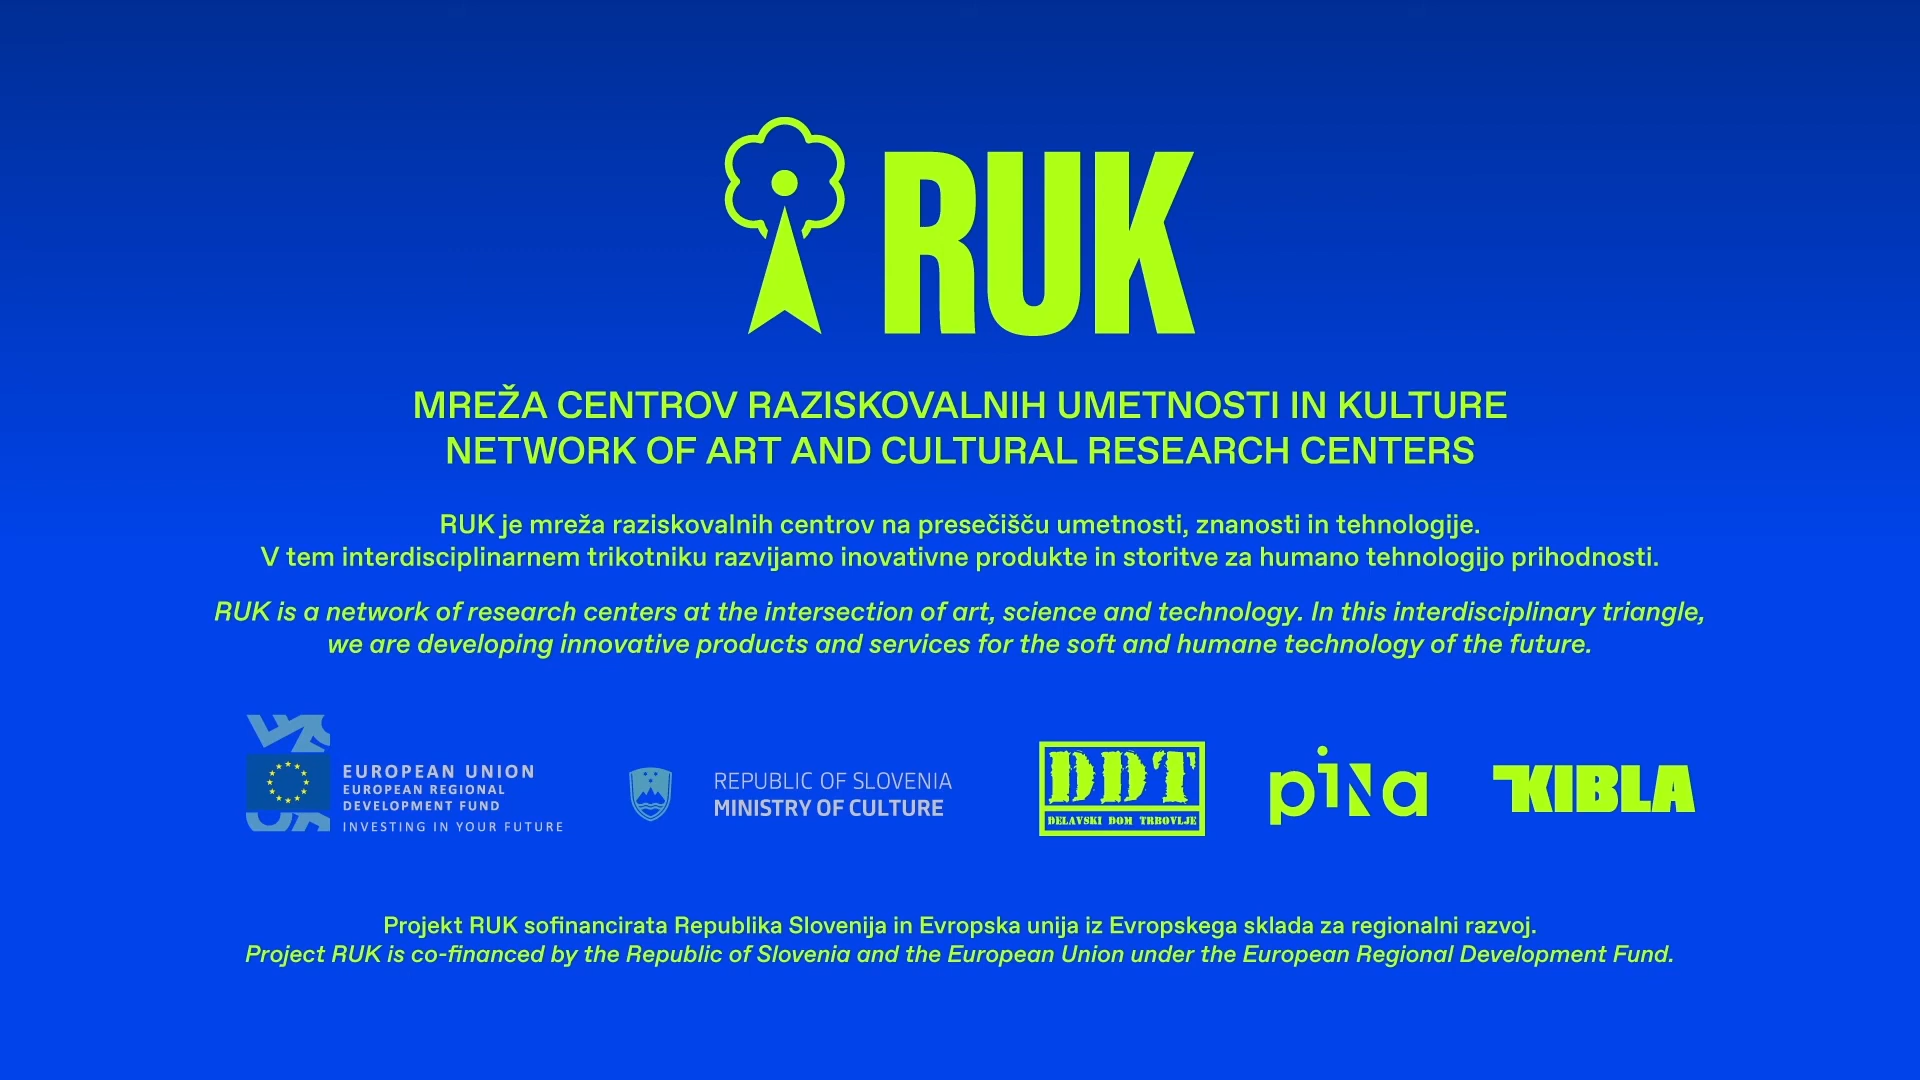 RUK
MREŽA CENTROV RAZISKOVALNIH UMETNOSTI IN KULTURE
NETWORK OF ART AND CULTURAL RESEARCH CENTERS
RUK je mreža raziskovalnih centrov na presečišču umetnosti, znanosti in tehnologije.
V tem interdisciplinarnem trikotniku razvijamo inovativne produkte in storitve za humano tehnologijo prihodnosti.
RUK is a network of research centers at the intersection of art, science and technology. In this interdisciplinary triangle,
we are developing innovative products and services for the soft and humane technology of the future.
EUROPEAN UNION
EUROPEAN REGIONAL
DEVELOPMENT FUND
INVESTING IN YOUR FUTURE
REPUBLIC OF SLOVENIA
MINISTRY OF CULTURE
DDT
DELAVSKI DOM TRBOVLJE
piNa
KIBLA
Projekt RUK sofinancirata Republika Slovenija in Evropska unija iz Evropskega sklada za regionalni razvoj.
Project RUK is co-financed by the Republic of Slovenia and the European Union under the European Regional Development Fund.